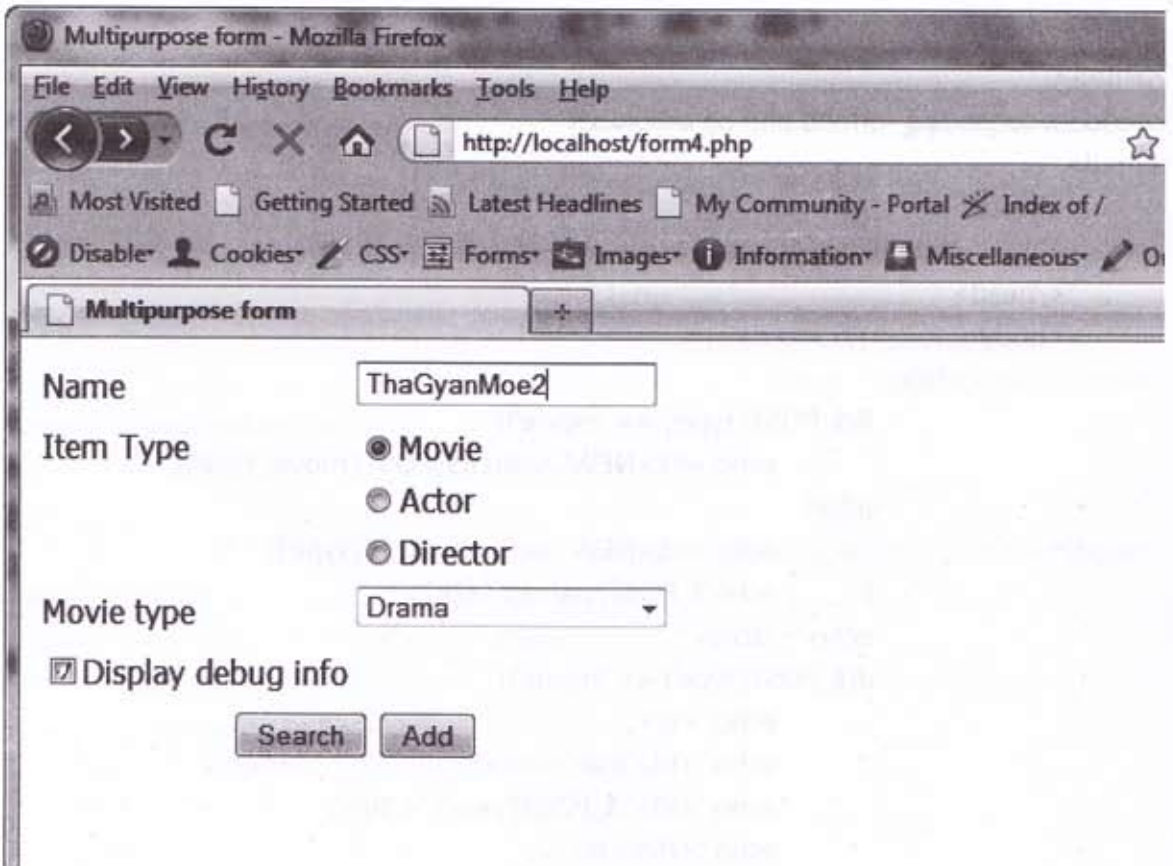 Multipurpose form - Mozilla Firefox
File Edit View History Bookmarks Tools Help
http://localhost/form4.php
Most Visited Getting Started Latest Headlines My Community - Portal Index of /
Disable Cookies CSS Forms Images Information Miscellaneous
Multipurpose form
Name ThaGyanMoe2
Item Type Movie
Actor
Director
Movie type Drama
Display debug info
Search Add